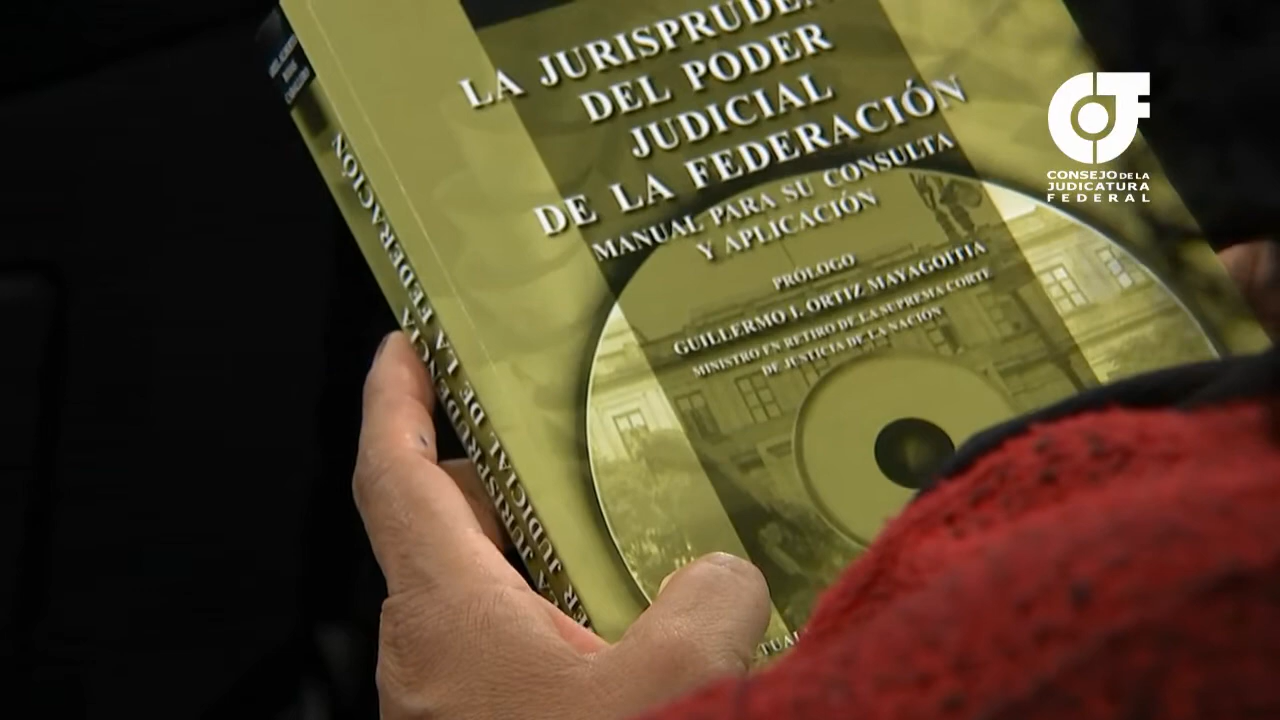 LA JURISPRUDEN
DEL PODER
JUDICIAL
DE LA FEDERACIÓN
MANUAL PARA SU CONSULTA
Y APLICACIÓN
PRÓLOGO
GUILLERMO I. ORTIZ MAYAGOITIA
MINISTRO EN RETIRO DE LA SUPREMA CORTE
DE JUSTICIA DE LA NACIÓN
LA JURISPRUDENCIA
JUDICIAL DE LA FEDERACIÓN
CONSEJO DE LA
JUDICATURA
FEDERAL